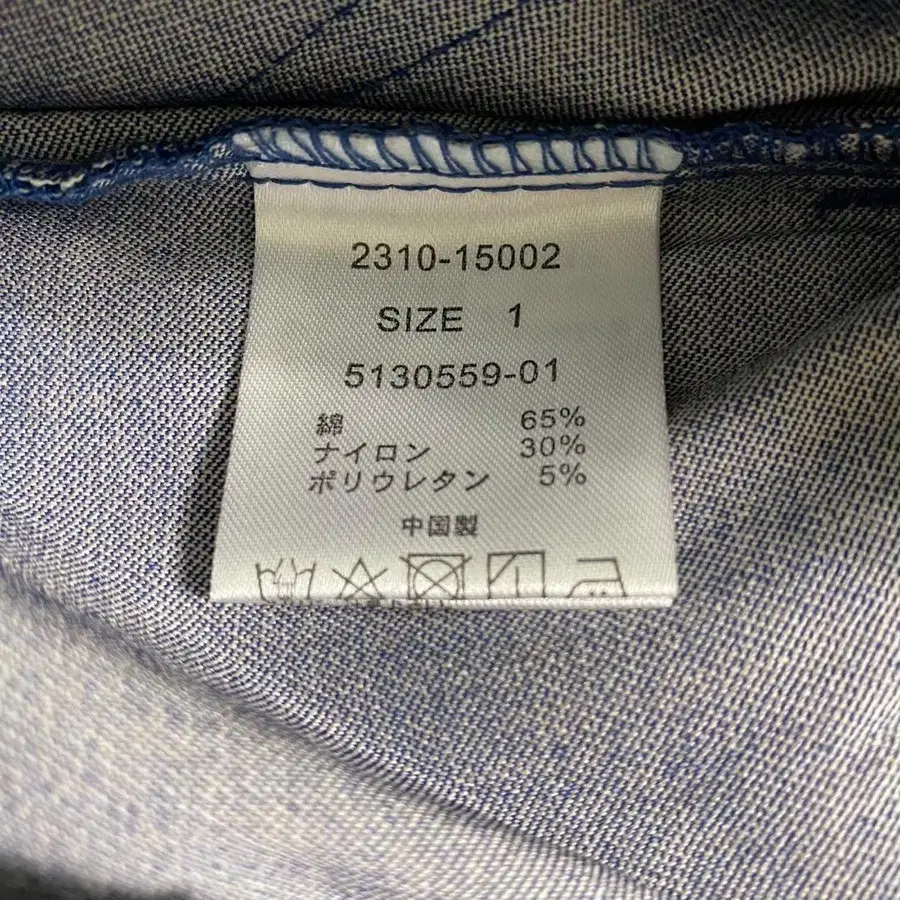 2310-15002
SIZE 1
5130559-01
綿 65%
ナイロン 30%
ポリウレタン 5%
中国製